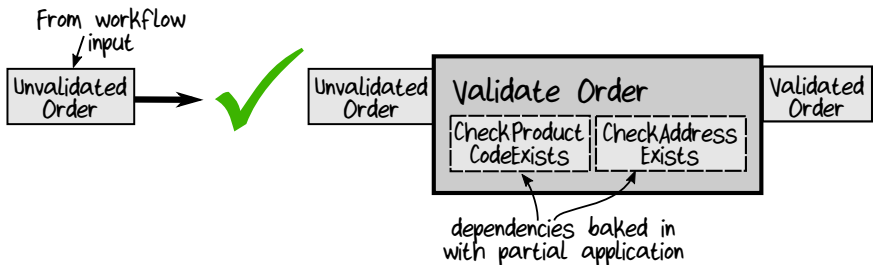 From workflow
input
Unvalidated
Order
Unvalidated
Order
Validate Order
CheckProduct
CodeExists
CheckAddress
Exists
Validated
Order
dependencies baked in
with partial application